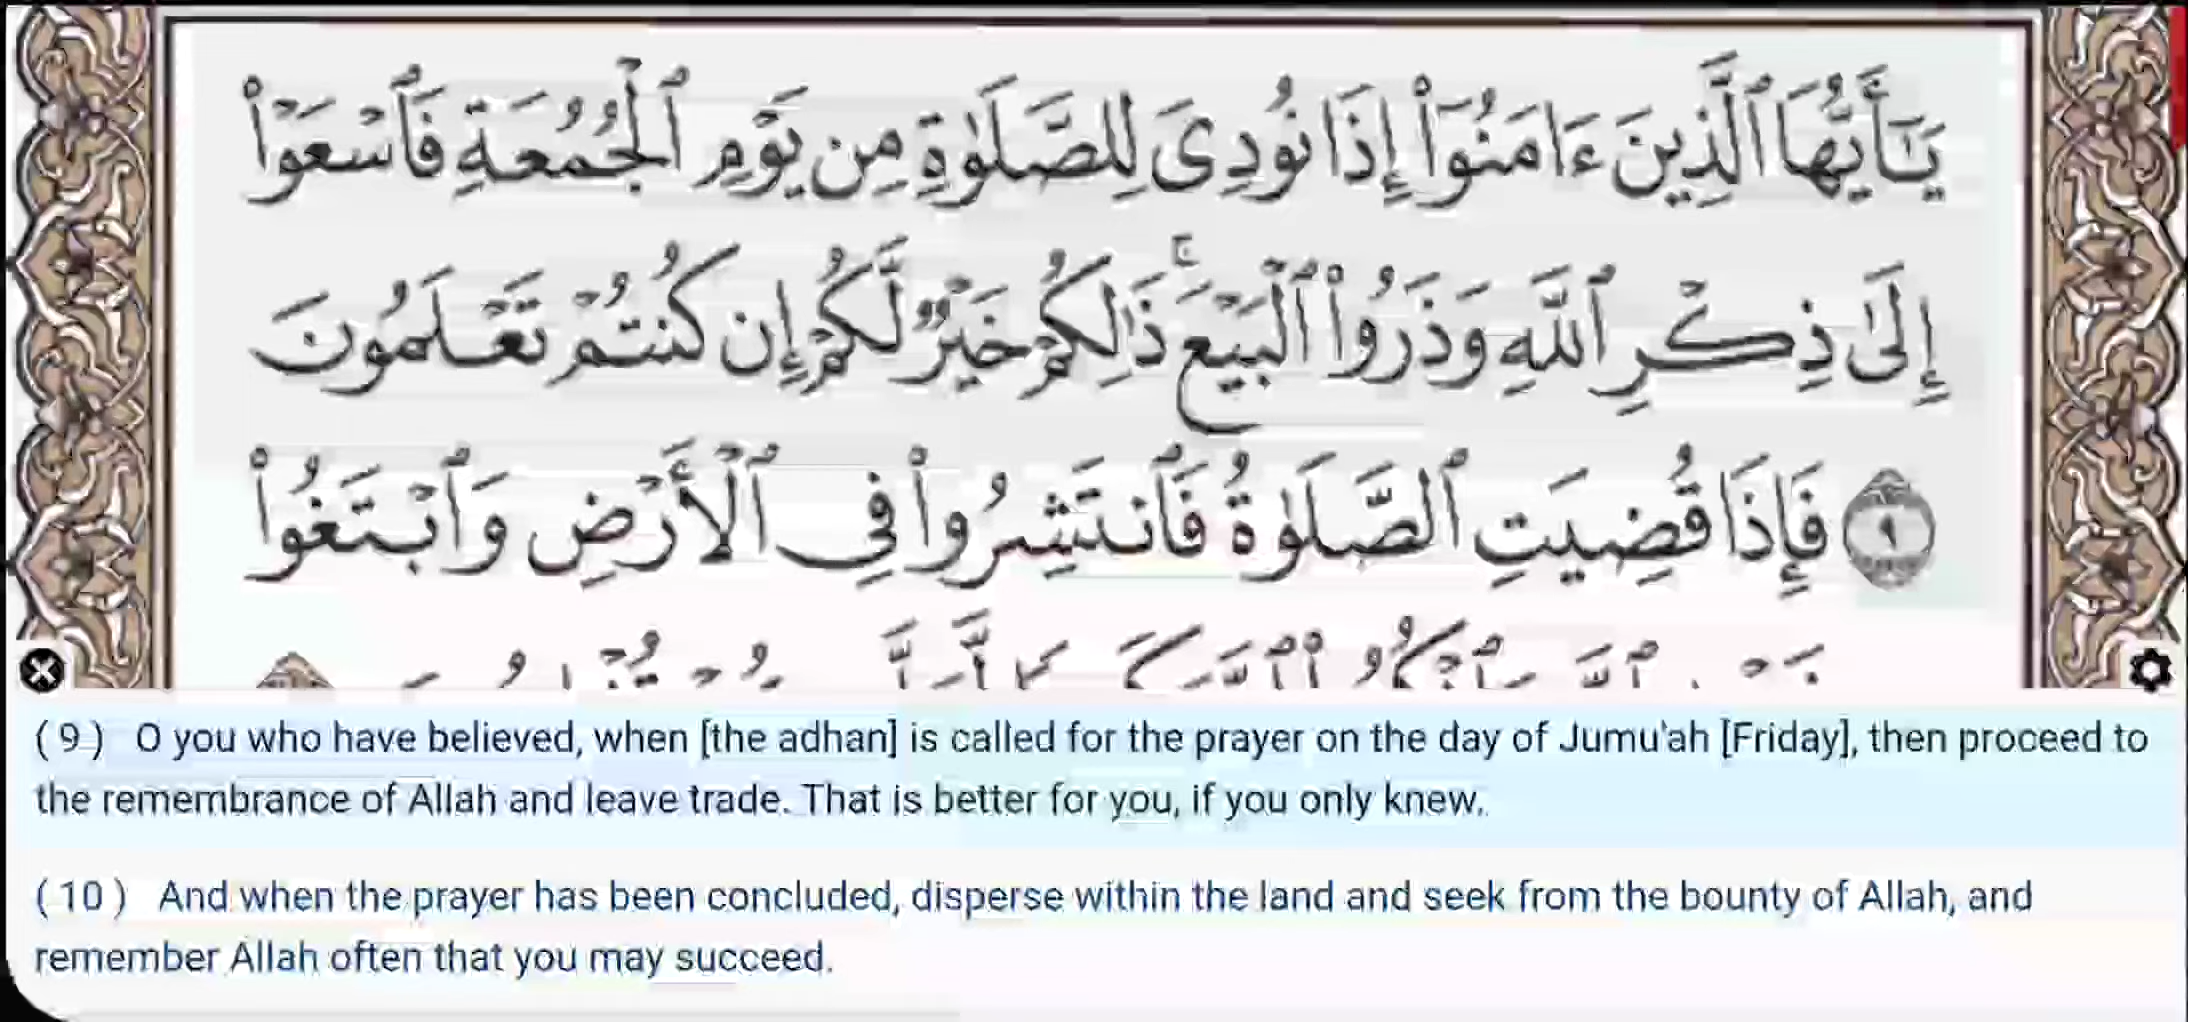 يَـٰٓأَيُّهَا ٱلَّذِينَ ءَامَنُوٓا۟ إِذَا نُودِىَ لِلصَّلَوٰةِ مِن يَوْمِ ٱلْجُمُعَةِ فَٱسْعَوْا۟
إِلَىٰ ذِكْرِ ٱللَّهِ وَذَرُوا۟ ٱلْبَيْعَ ۚ ذَٰلِكُمْ خَيْرٌ لَّكُمْ إِن كُنتُمْ تَعْلَمُونَ
٩ فَإِذَا قُضِيَتِ ٱلصَّلَوٰةُ فَٱنتَشِرُوا۟ فِى ٱلْأَرْضِ وَٱبْتَغُوا۟
( 9 ) O you who have believed, when [the adhan] is called for the prayer on the day of Jumu'ah [Friday], then proceed to
the remembrance of Allah and leave trade. That is better for you, if you only knew.
( 10 ) And when the prayer has been concluded, disperse within the land and seek from the bounty of Allah, and
remember Allah often that you may succeed.